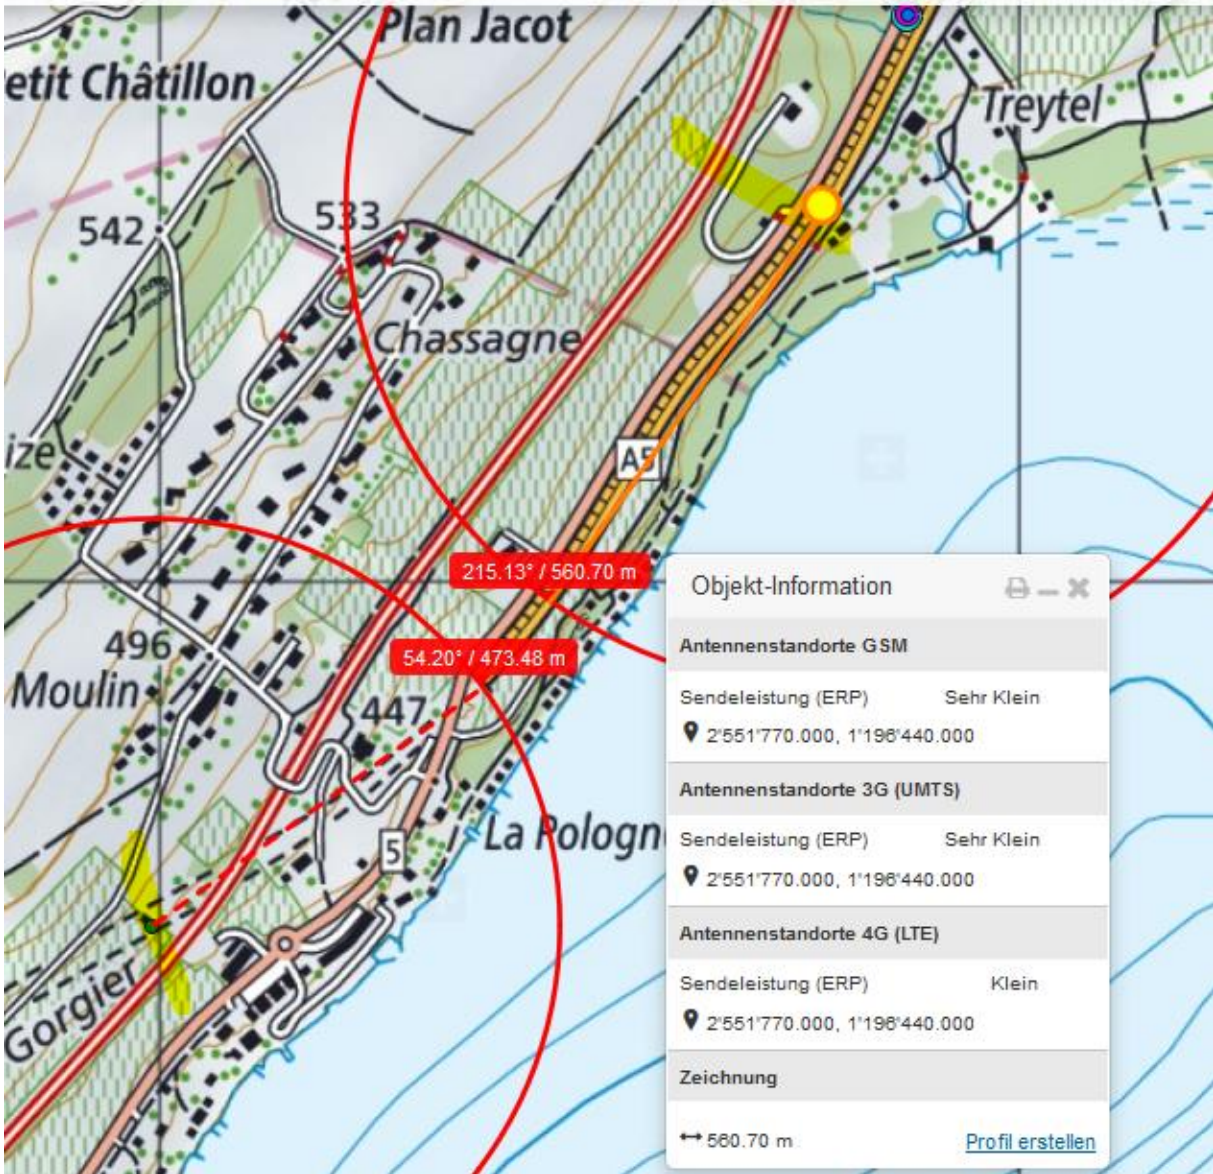 Plan Jacot
etit Châtillon
Treytel
542
533
Chassagne
ize
A5
215.13° / 560.70 m
54.20° / 473.48 m
496
Moulin
447
5
La Pologn
Gorgier
Objekt-Information
Antennenstandorte GSM
Sendeleistung (ERP) Sehr Klein
2'551'770.000, 1'196'440.000
Antennenstandorte 3G (UMTS)
Sendeleistung (ERP) Sehr Klein
2'551'770.000, 1'196'440.000
Antennenstandorte 4G (LTE)
Sendeleistung (ERP) Klein
2'551'770.000, 1'196'440.000
Zeichnung
560.70 m Profil erstellen